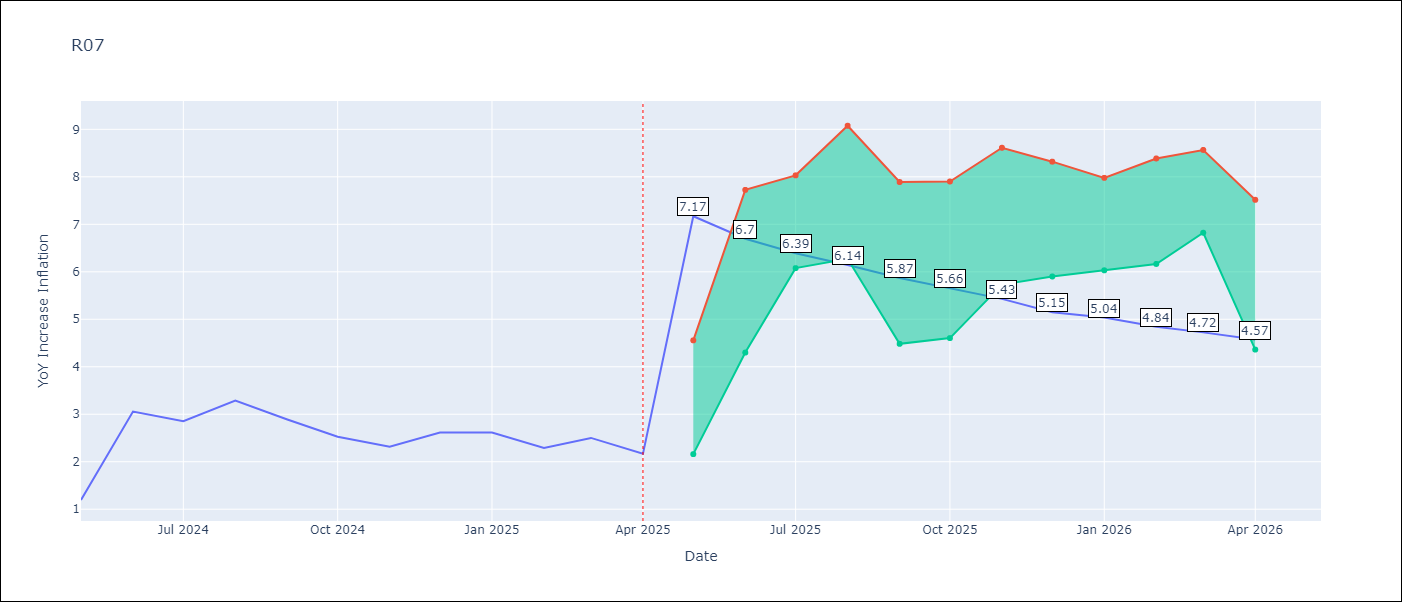 R07
YoY Increase Inflation
9
8
7
6
5
4
3
2
1
7.17
6.7
6.39
6.14
5.87
5.66
5.43
5.15
5.04
4.84
4.72
4.57
Jul 2024
Oct 2024
Jan 2025
Apr 2025
Jul 2025
Oct 2025
Jan 2026
Apr 2026
Date